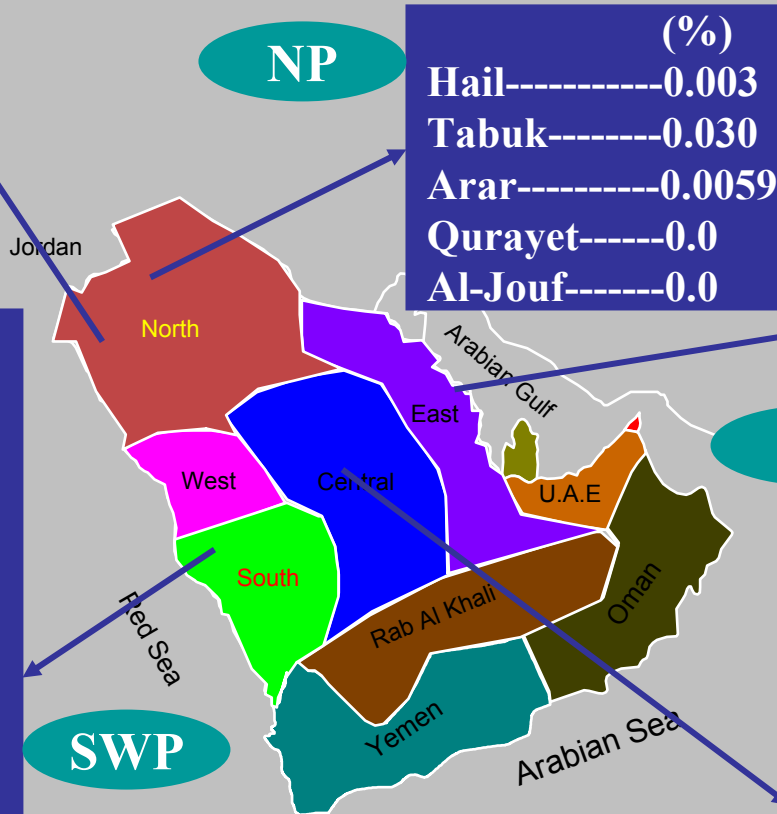 NP
(%)
Hail-----------0.003
Tabuk--------0.030
Arar----------0.0059
Qurayet------0.0
Al-Jouf-------0.0
Jordan
North
Arabian Gulf
East
West
Central
U.A.E
South
Red Sea
Rab Al Khali
Oman
SWP
Yemen
Arabian Sea